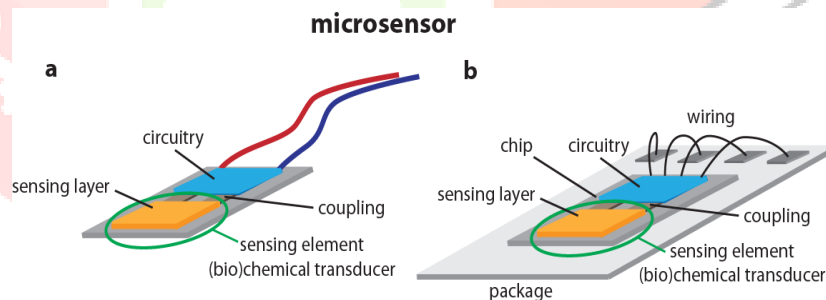 microsensor
a
circuitry
sensing layer
coupling
sensing element
(bio)chemical transducer
b
wiring
chip
circuitry
sensing layer
coupling
sensing element
(bio)chemical transducer
package